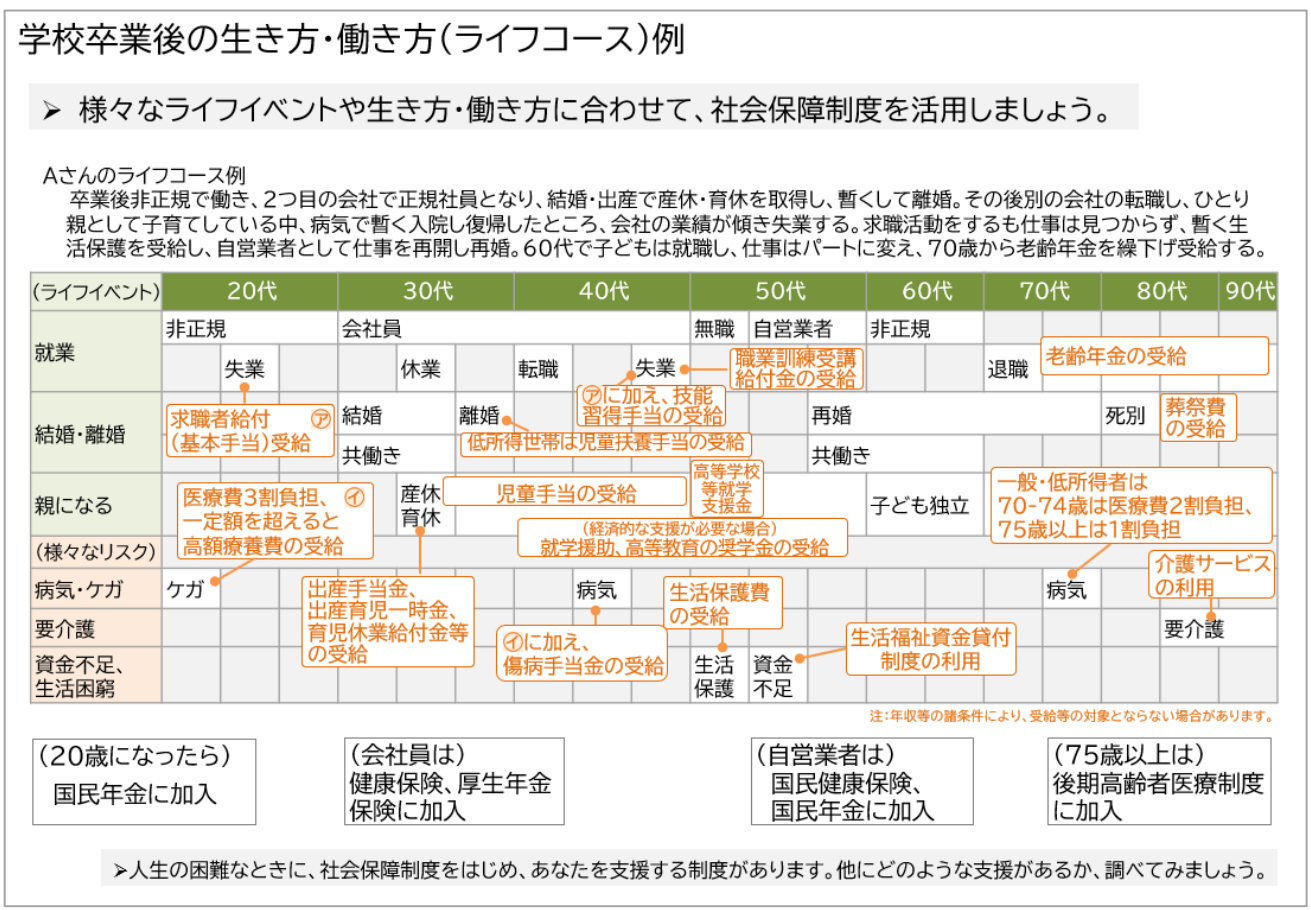 学校卒業後の生き方・働き方(ライフコース)例
➢ 様々なライフイベントや生き方・働き方に合わせて、社会保障制度を活用しましょう。
Aさんのライフコース例
卒業後非正規で働き、2つ目の会社で正規社員となり、結婚・出産で産休・育休を取得し、暫くして離婚。その後別の会社の転職し、ひとり
親として子育てしている中、病気で暫く入院し復帰したところ、会社の業績が傾き失業する。求職活動をするも仕事は見つからず、暫く生
活保護を受給し、自営業者として仕事を再開し再婚。60代で子どもは就職し、仕事はパートに変え、70歳から老齢年金を繰下げ受給する。
(ライフイベント) 20代 30代 40代 50代 60代 70代 80代 90代
就業
非正規 会社員 無職 自営業者 非正規
失業 休業 転職 失業 退職
職業訓練受講
給付金の受給
老齢年金の受給
結婚・離婚
求職者給付 ㋐
(基本手当)受給
結婚 離婚 再婚 死別
㋐に加え、技能
習得手当の受給
葬祭費
の受給
低所得世帯は児童扶養手当の受給
共働き 共働き
親になる
医療費3割負担、 ㋑
一定額を超えると
高額療養費の受給
産休
育休
児童手当の受給
高等学校
等就学
支援金
子ども独立
一般・低所得者は
70-74歳は医療費2割負担、
75歳以上は1割負担
(経済的な支援が必要な場合)
就学援助、高等教育の奨学金の受給
(様々なリスク)
病気・ケガ
ケガ 病気 病気
出産手当金、
出産育児一時金、
育児休業給付金等
の受給
生活保護費
の受給
介護サービス
の利用
要介護
要介護
㋑に加え、
傷病手当金の受給
生活福祉資金貸付
制度の利用
資金不足、
生活困窮
生活
保護
資金
不足
注:年収等の諸条件により、受給等の対象とならない場合があります。
(20歳になったら)
国民年金に加入
(会社員は)
健康保険、厚生年金
保険に加入
(自営業者は)
国民健康保険、
国民年金に加入
(75歳以上は)
後期高齢者医療制度
に加入
➢人生の困難なときに、社会保障制度をはじめ、あなたを支援する制度があります。他にどのような支援があるか、調べてみましょう。